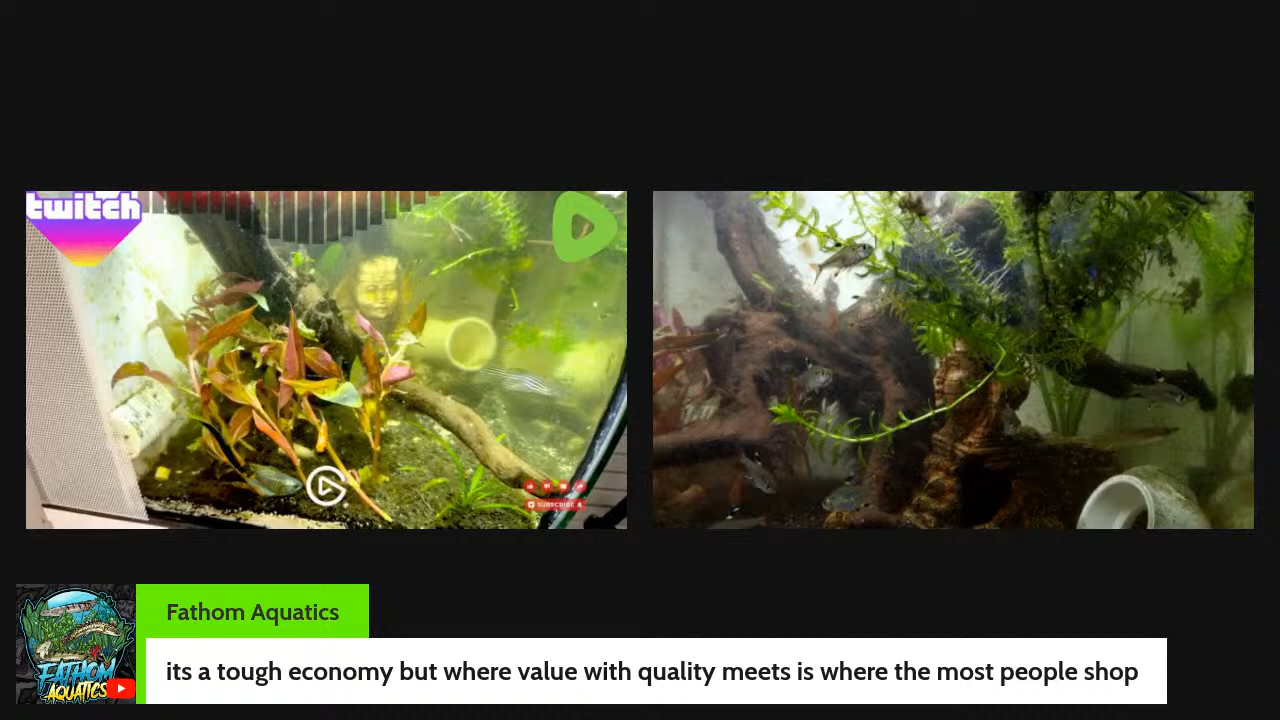 twitch
SUBSCRIBE
Fathom Aquatics
FATHOM
AQUATICS
its a tough economy but where value with quality meets is where the most people shop